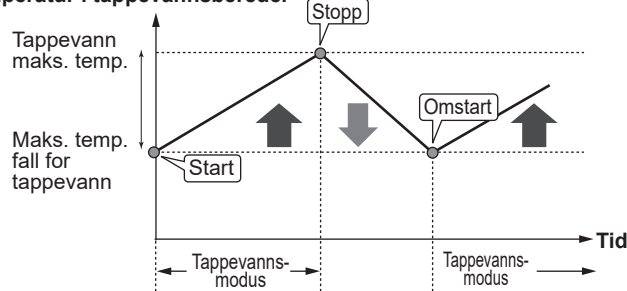 Stopp
Tappevann
maks. temp.
Omstart
Maks. temp.
fall for
tappevann
Start
Tid
Tappevanns-
modus
Tappevanns-
modus